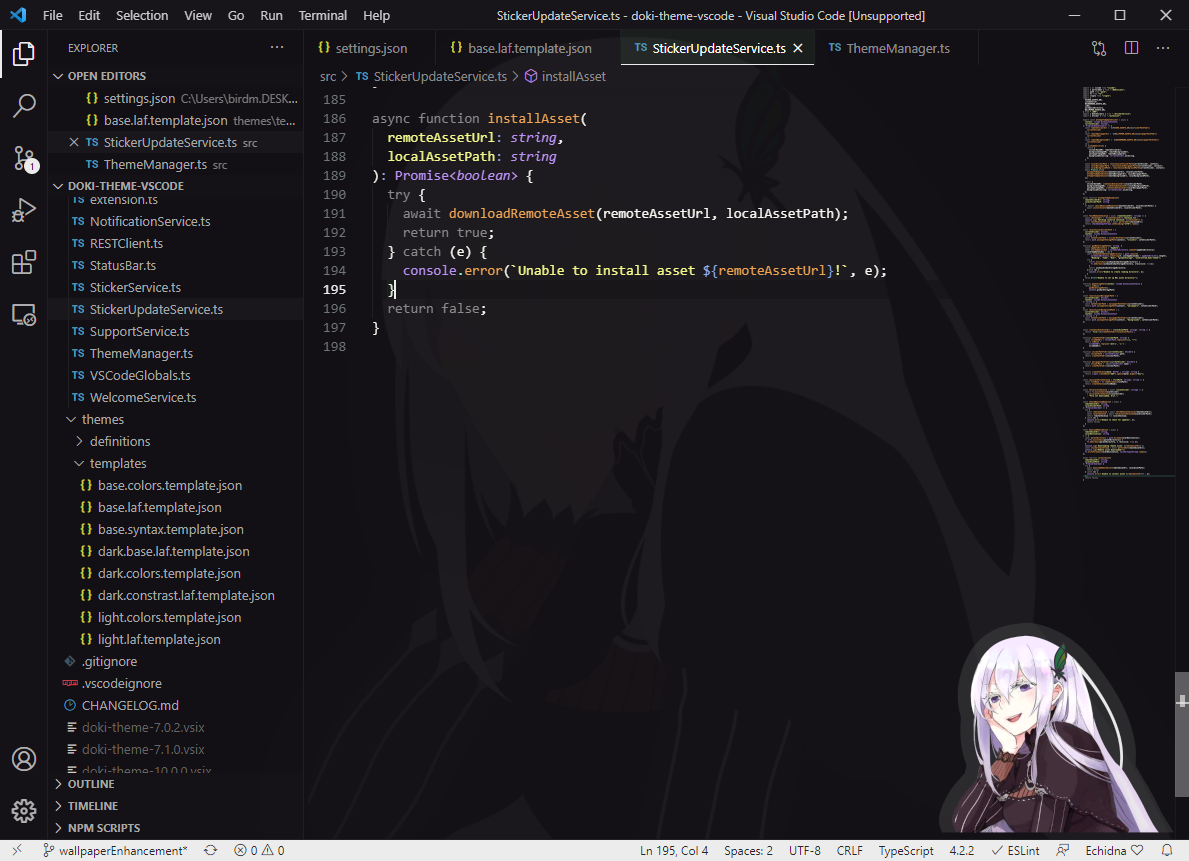 File Edit Selection View Go Run Terminal Help
StickerUpdateService.ts - doki-theme-vscode - Visual Studio Code [Unsupported]
EXPLORER
OPEN EDITORS
{} settings.json C:\Users\birdm.DESK...
{} base.laf.template.json themes\te...
TS StickerUpdateService.ts src
TS ThemeManager.ts src
DOKI-THEME-VSCODE
TS extension.ts
TS NotificationService.ts
TS RESTClient.ts
TS StatusBar.ts
TS StickerService.ts
TS StickerUpdateService.ts
TS SupportService.ts
TS ThemeManager.ts
TS VSCodeGlobals.ts
TS WelcomeService.ts
themes
definitions
templates
{} base.colors.template.json
{} base.laf.template.json
{} base.syntax.template.json
{} dark.base.laf.template.json
{} dark.colors.template.json
{} dark.constrast.laf.template.json
{} light.colors.template.json
{} light.laf.template.json
.gitignore
npm .vscodeignore
CHANGELOG.md
doki-theme-7.0.2.vsix
doki-theme-7.1.0.vsix
doki-theme-10.0.0.vsix
OUTLINE
TIMELINE
NPM SCRIPTS
1
{} settings.json
{} base.laf.template.json
TS StickerUpdateService.ts
TS ThemeManager.ts
src > TS StickerUpdateService.ts > installAsset
185
186 async function installAsset(
187 remoteAssetUrl: string,
188 localAssetPath: string
189 ): Promise<boolean> {
190 try {
191 await downloadRemoteAsset(remoteAssetUrl, localAssetPath);
192 return true;
193 } catch (e) {
194 console.error(`Unable to install asset ${remoteAssetUrl}!`, e);
195 }
196 return false;
197 }
198
wallpaperEnhancement* 0 0 Ln 195, Col 4 Spaces: 2 UTF-8 CRLF TypeScript 4.2.2 ESLint Echidna